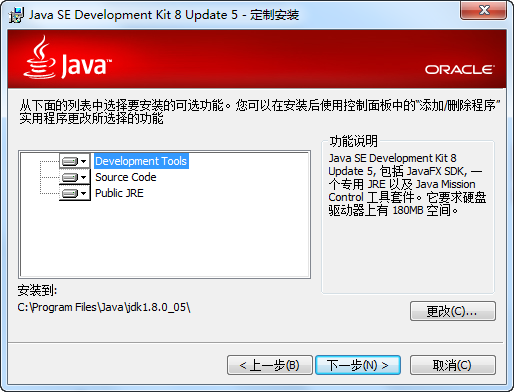 Java SE Development Kit 8 Update 5 - 定制安装
Java™
ORACLE
从下面的列表中选择要安装的可选功能。您可以在安装后使用控制面板中的“添加/删除程序”
实用程序更改所选择的功能
Development Tools
Source Code
Public JRE
功能说明
Java SE Development Kit 8
Update 5, 包括 JavaFX SDK, 一
个专用 JRE 以及 Java Mission
Control 工具套件。它要求硬盘
驱动器上有 180MB 空间。
安装到:
C:\Program Files\Java\jdk1.8.0_05\
更改(C)...
< 上一步(B)
下一步(N) >
取消(C)